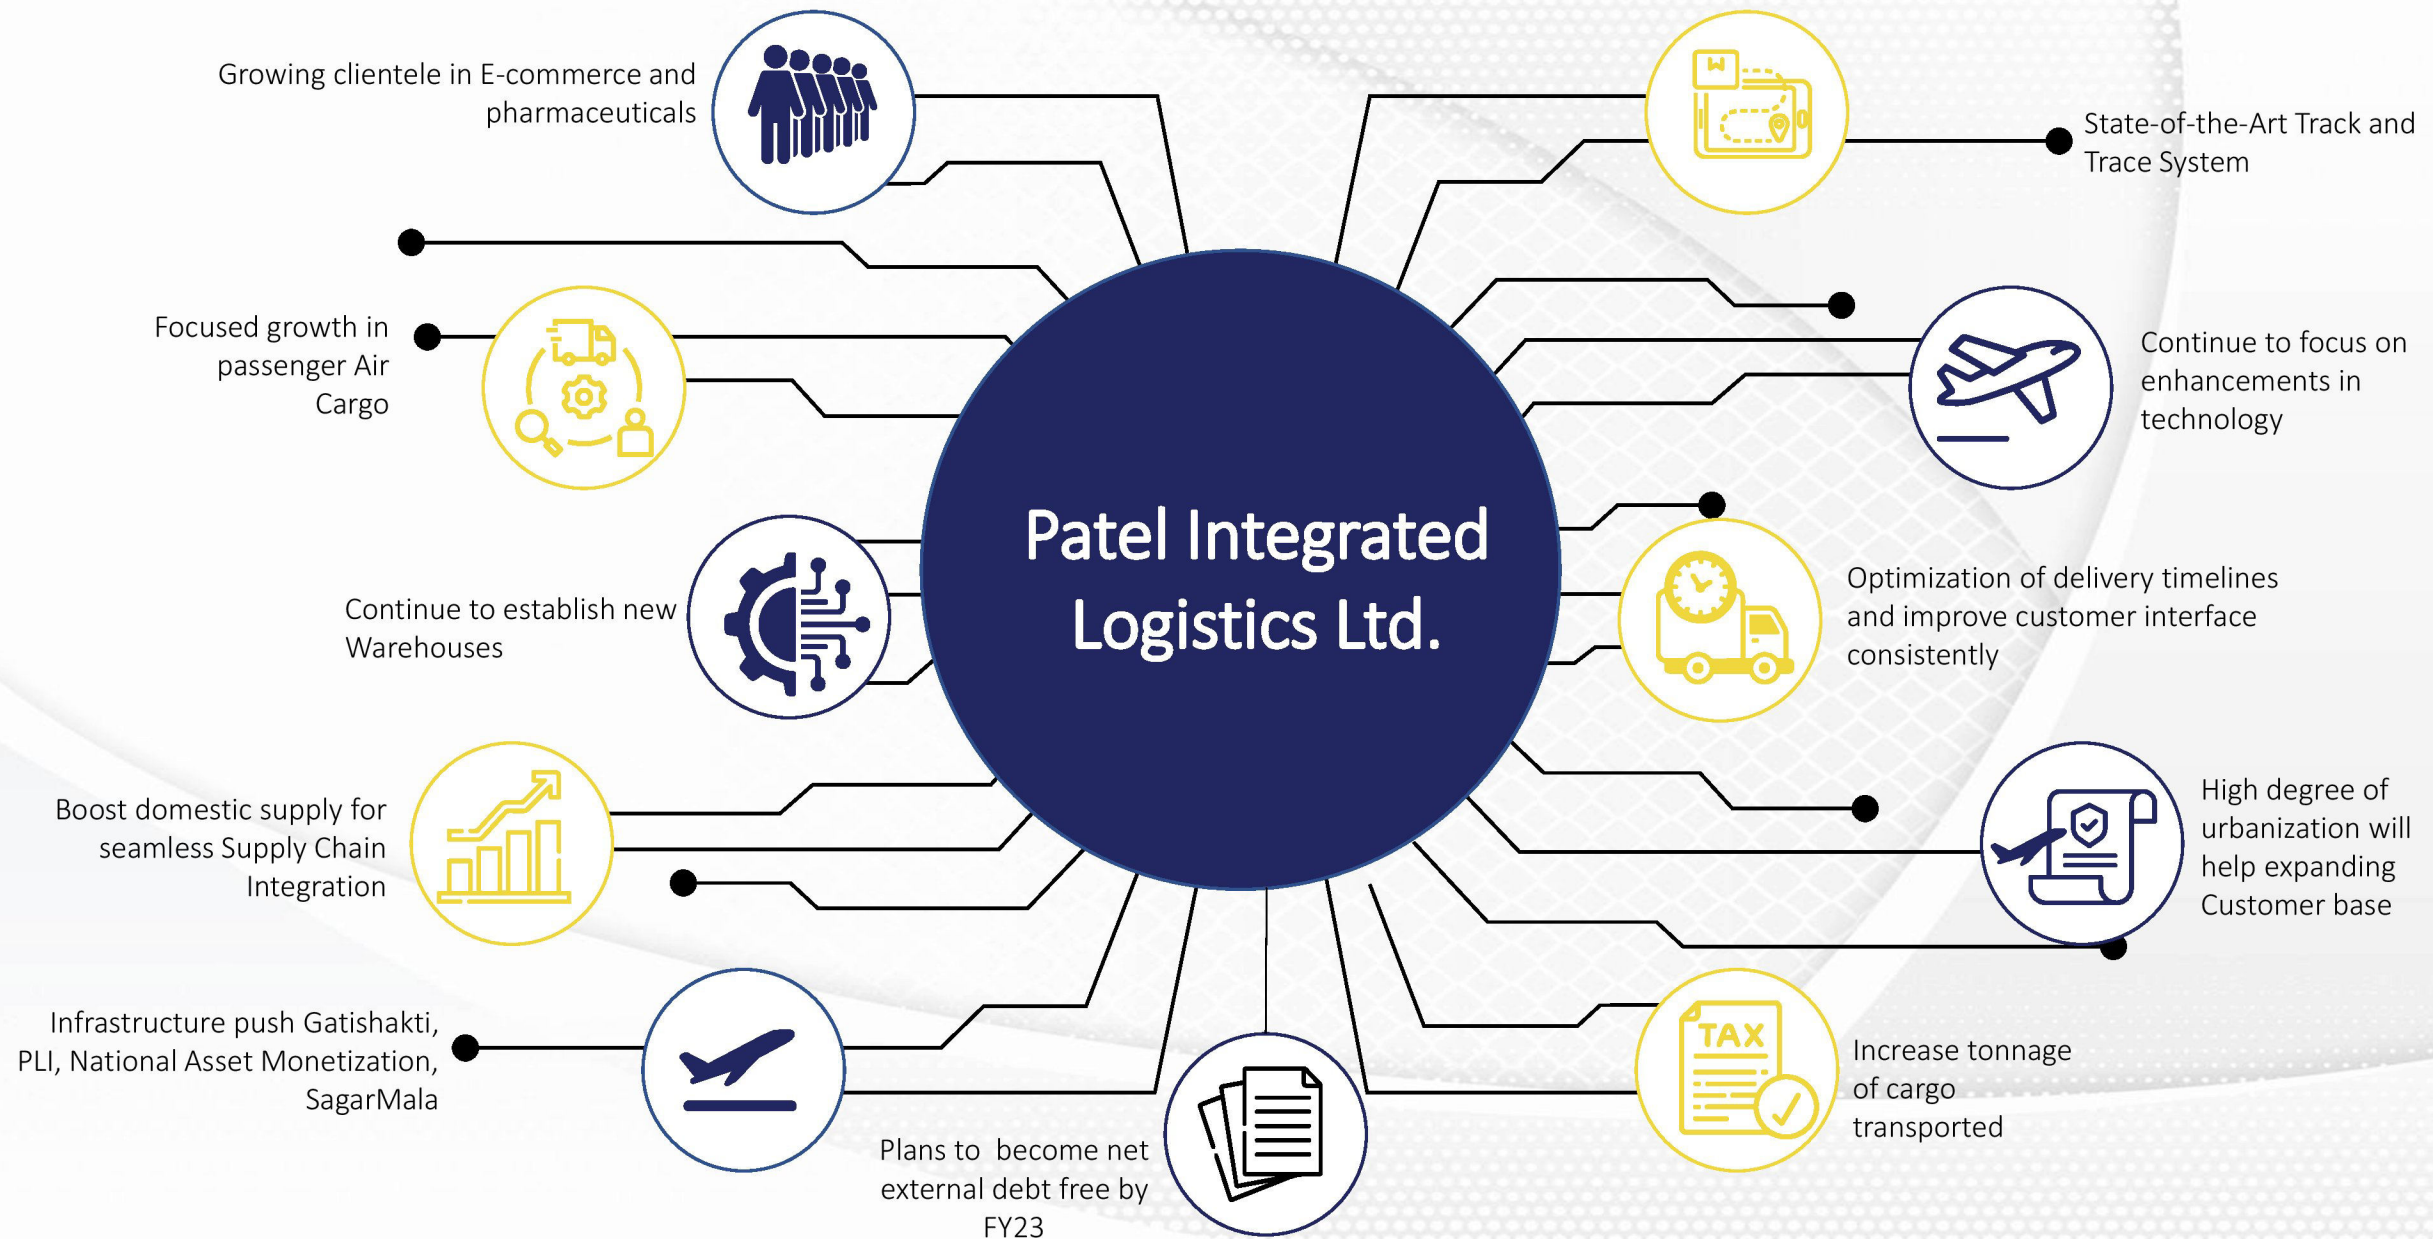 Growing clientele in E-commerce and
pharmaceuticals
Focused growth in
passenger Air
Cargo
Continue to establish new
Warehouses
Boost domestic supply for
seamless Supply Chain
Integration
Infrastructure push Gatishakti,
PLI, National Asset Monetization,
SagarMala
Patel Integrated
Logistics Ltd.
Plans to become net
external debt free by
FY23
State-of-the-Art Track and
Trace System
Continue to focus on
enhancements in
technology
Optimization of delivery timelines
and improve customer interface
consistently
High degree of
urbanization will
help expanding
Customer base
TAX
Increase tonnage
of cargo
transported